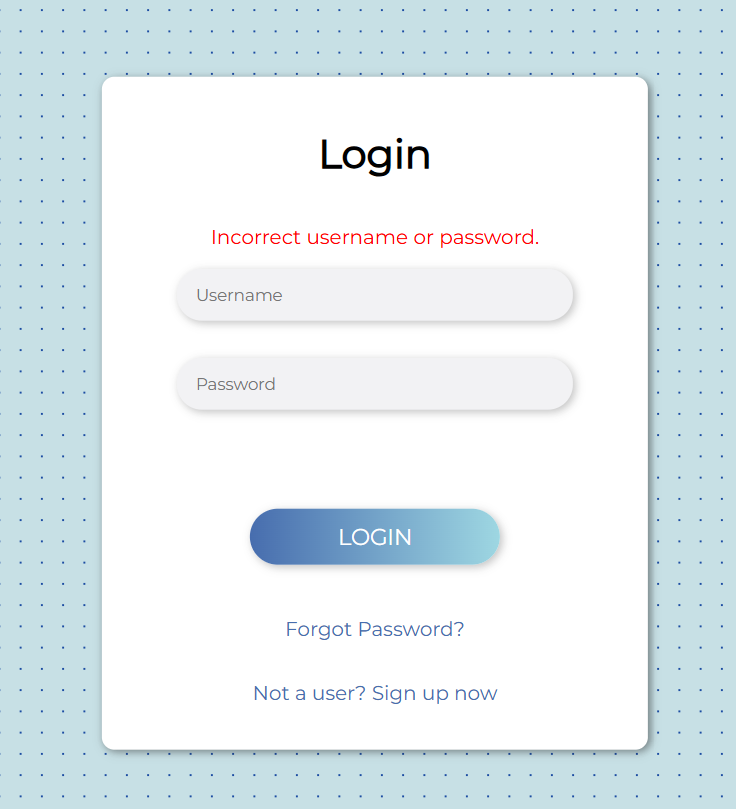 Login
Incorrect username or password.
Username
Password
LOGIN
Forgot Password?
Not a user? Sign up now